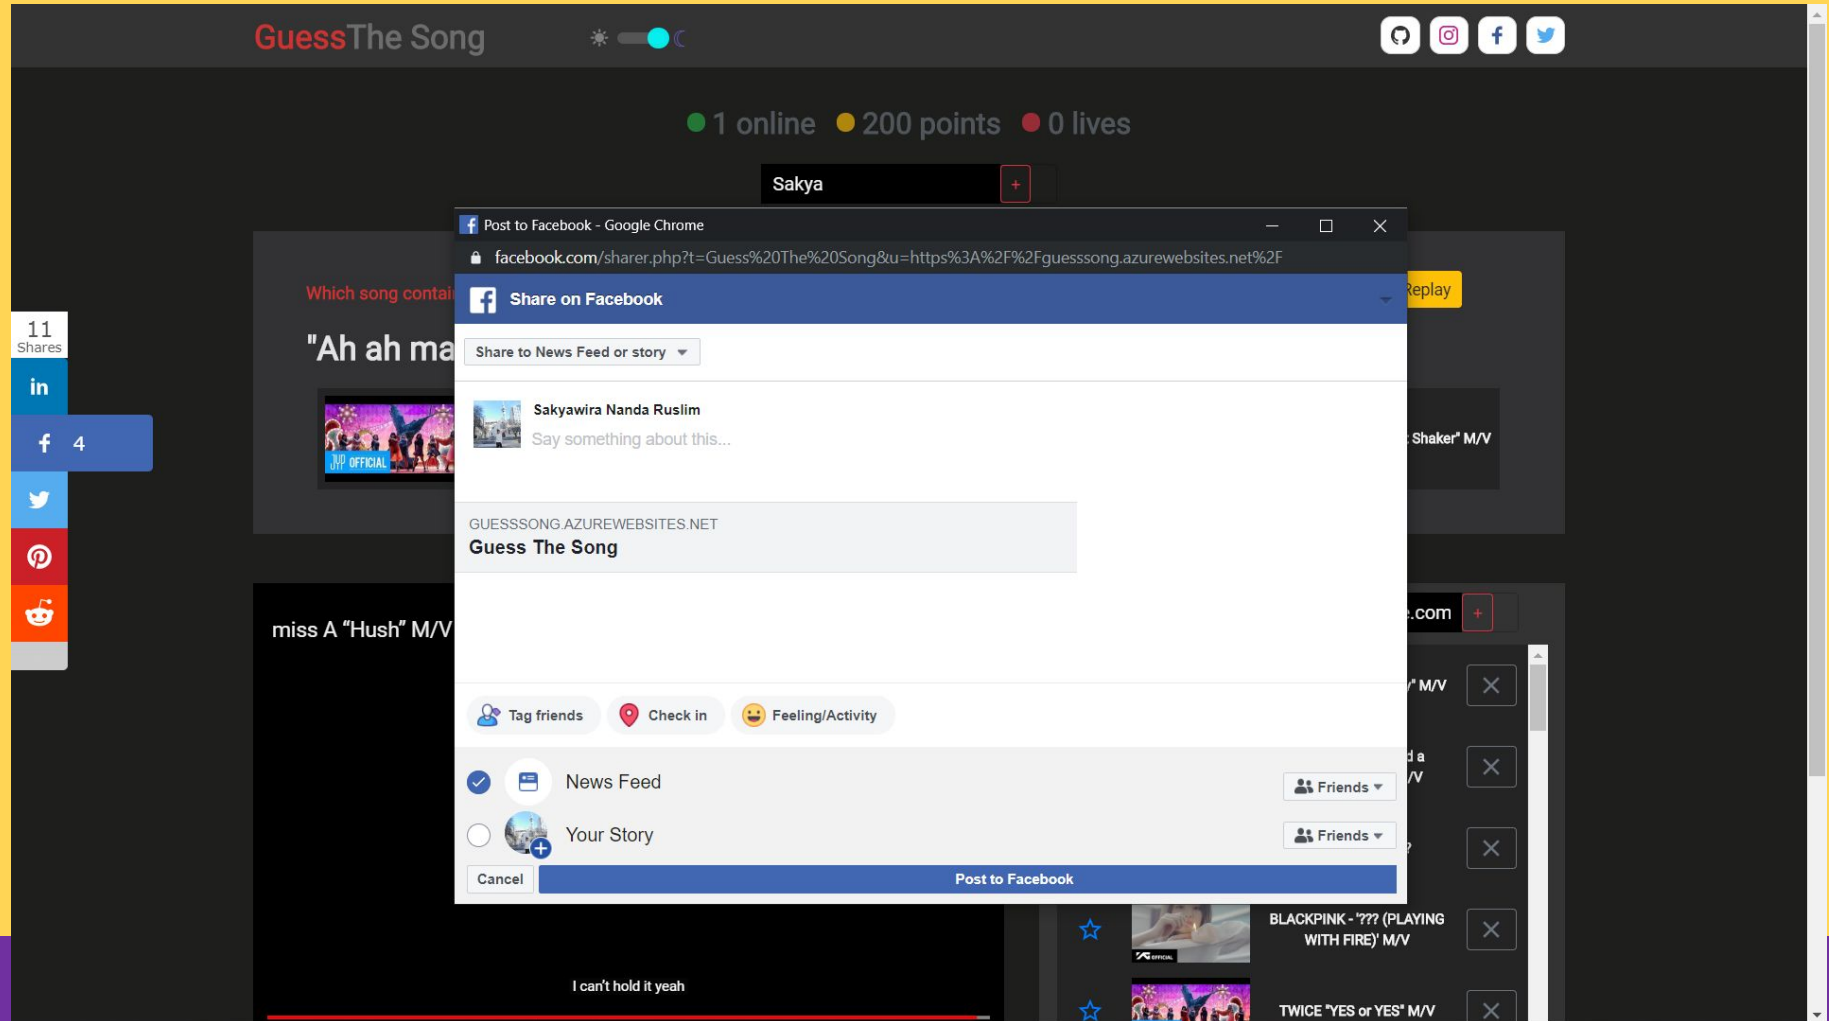 GuessThe Song
1 online 200 points 0 lives
Sakya +
Post to Facebook - Google Chrome
facebook.com/sharer.php?t=Guess%20The%20Song&u=https%3A%2F%2Fguesssong.azurewebsites.net%2F
Share on Facebook
Which song contai
Replay
"Ah ah ma
Share to News Feed or story
11
Shares
in
4
JYP OFFICIAL
Shaker" M/V
Sakyawira Nanda Ruslim
Say something about this...
GUESSSONG.AZUREWEBSITES.NET
Guess The Song
miss A “Hush” M/V
.com +
" M/V
Tag friends
Check in
Feeling/Activity
d a
/V
News Feed
Friends
Your Story
Friends
?
Cancel
Post to Facebook
BLACKPINK - '??? (PLAYING
WITH FIRE)' M/V
OFFICIAL
I can't hold it yeah
TWICE "YES or YES" M/V